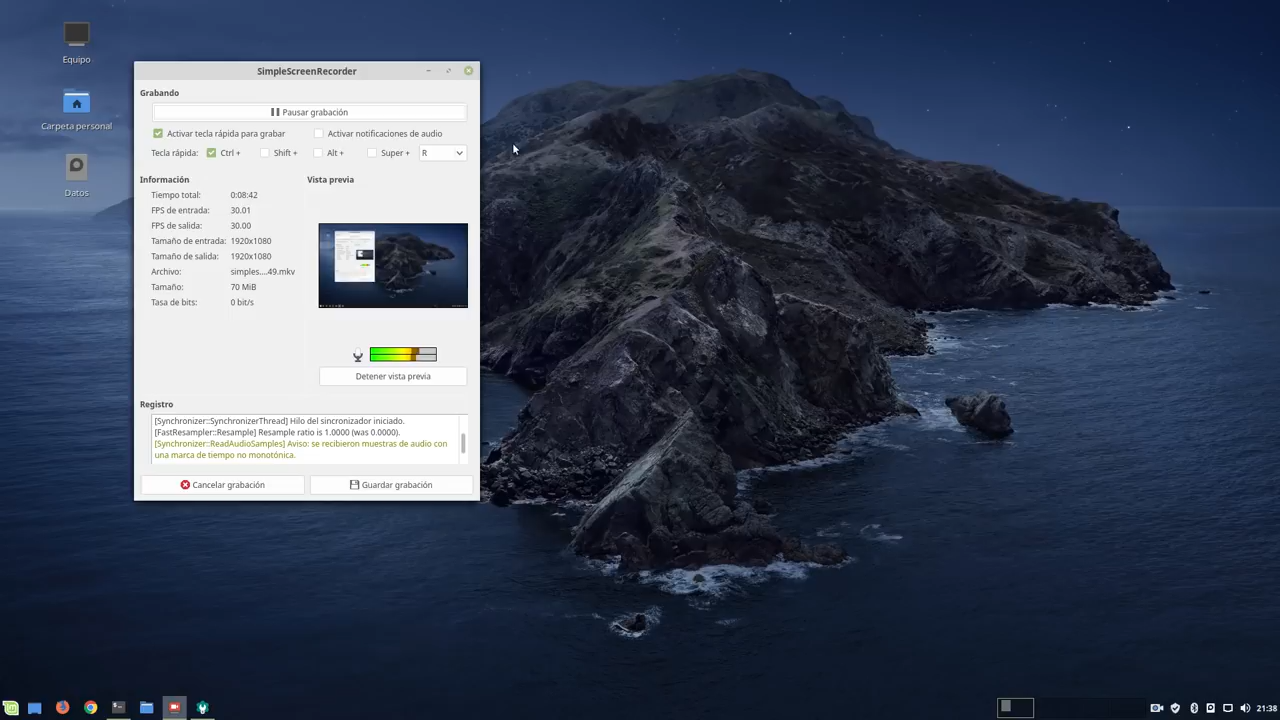 Equipo
Carpeta personal
Datos
SimpleScreenRecorder
Grabando
Pausar grabación
Activar tecla rápida para grabar
Activar notificaciones de audio
Tecla rápida: Ctrl + Shift + Alt + Super + R
Información
Vista previa
Tiempo total: 0:08:42
FPS de entrada: 30.01
FPS de salida: 30.00
Tamaño de entrada: 1920x1080
Tamaño de salida: 1920x1080
Archivo: simples....49.mkv
Tamaño: 70 MiB
Tasa de bits: 0 bit/s
Detener vista previa
Registro
[Synchronizer::SynchronizerThread] Hilo del sincronizador iniciado.
[FastResampler::Resample] Resample ratio is 1.0000 (was 0.0000).
[Synchronizer::ReadAudioSamples] Aviso: se recibieron muestras de audio con
una marca de tiempo no monotónica.
Cancelar grabación
Guardar grabación
21:38